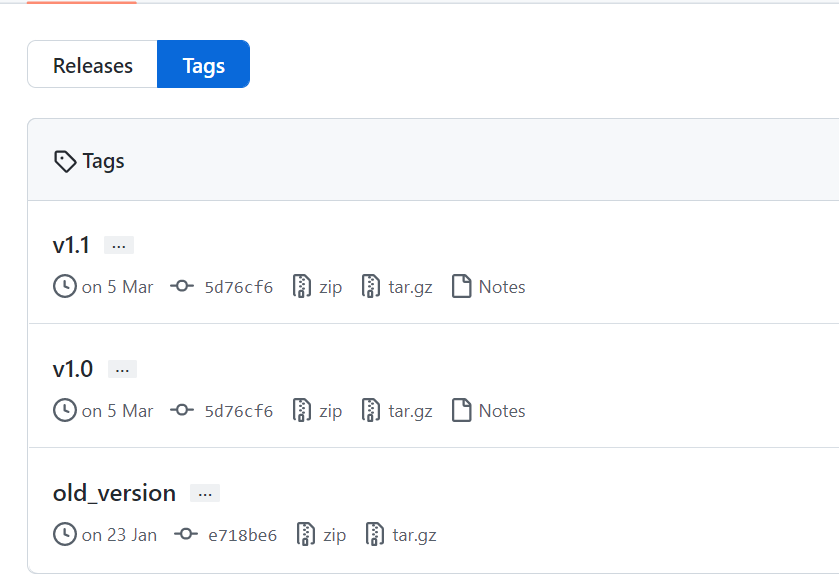 Releases Tags
Tags
v1.1 ...
on 5 Mar 5d76cf6 zip tar.gz Notes
v1.0 ...
on 5 Mar 5d76cf6 zip tar.gz Notes
old_version ...
on 23 Jan e718be6 zip tar.gz